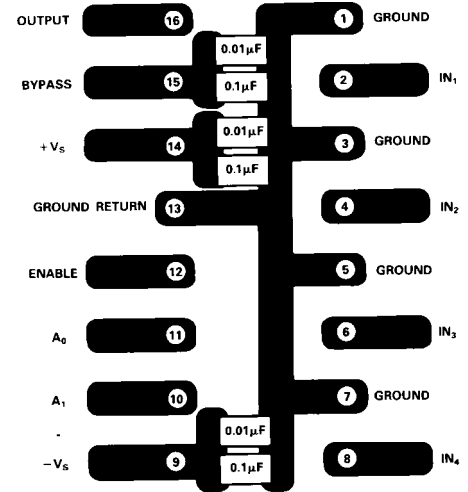 OUTPUT 16 1 GROUND
0.01µF
BYPASS 15 0.1µF 2 IN₁
0.01µF
+Vs 14 3 GROUND
0.1µF
GROUND RETURN 13 4 IN₂
ENABLE 12 5 GROUND
A₀ 11 6 IN₃
A₁ 10 7 GROUND
0.01µF
−Vs 9 0.1µF 8 IN₄